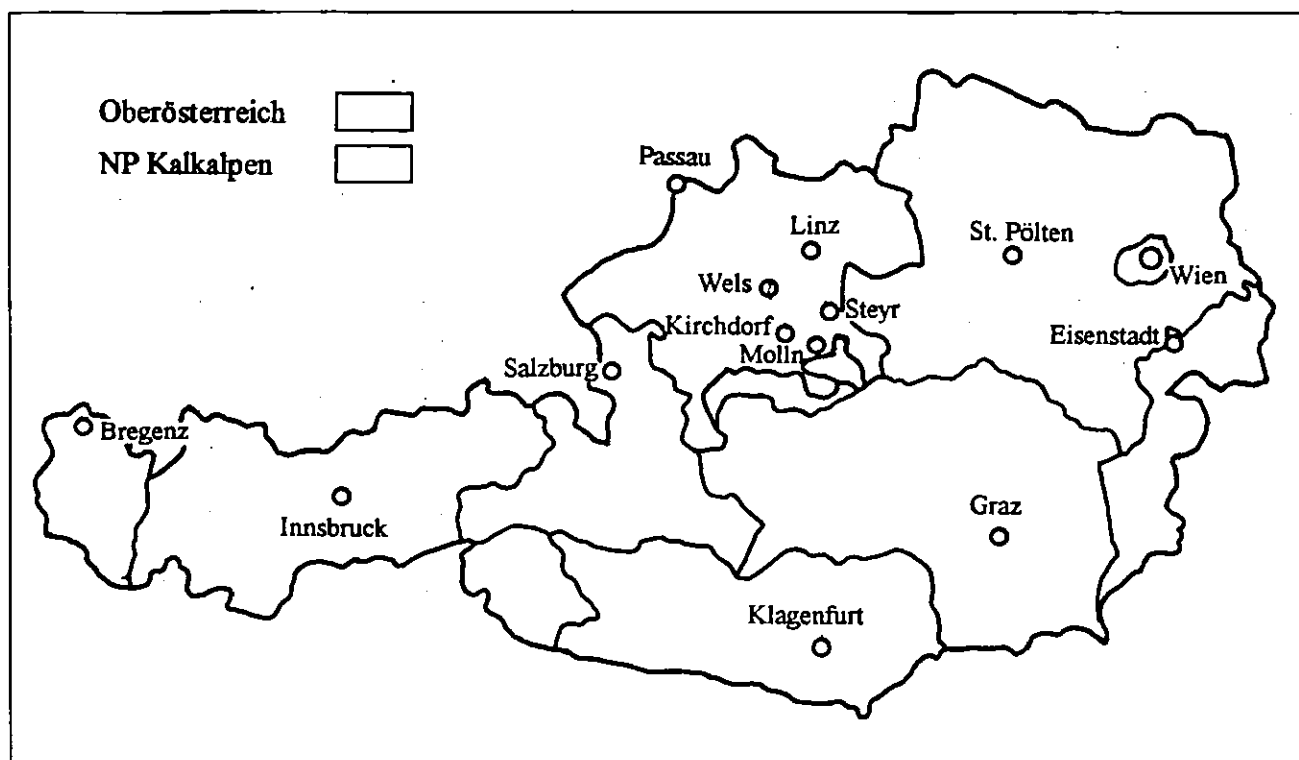 Oberösterreich
NP Kalkalpen
Passau
Linz
St. Pölten
Wels
Wien
Steyr
Kirchdorf
Eisenstadt
Molln
Salzburg
Bregenz
Innsbruck
Graz
Klagenfurt